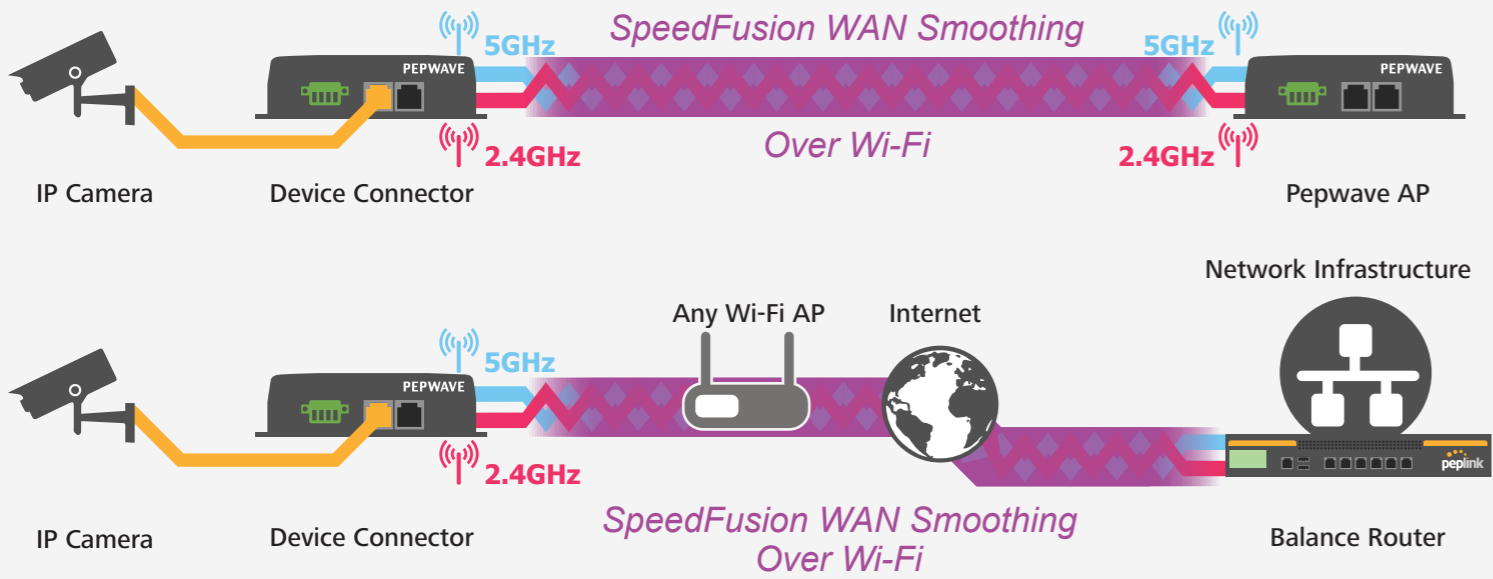 SpeedFusion WAN Smoothing
5GHz
5GHz
PEPWAVE
PEPWAVE
Over Wi-Fi
2.4GHz
2.4GHz
IP Camera
Device Connector
Pepwave AP
Network Infrastructure
Any Wi-Fi AP
Internet
5GHz
PEPWAVE
peplink
2.4GHz
SpeedFusion WAN Smoothing
Over Wi-Fi
IP Camera
Device Connector
Balance Router